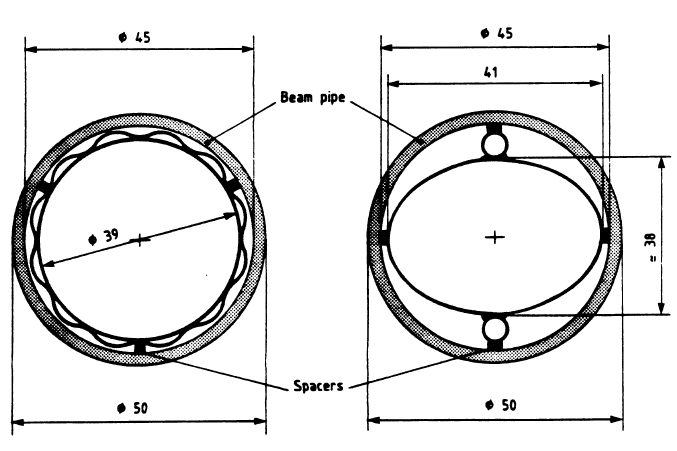 ø 45
ø 45
41
Beam pipe
ø 39
≈ 38
Spacers
ø 50
ø 50